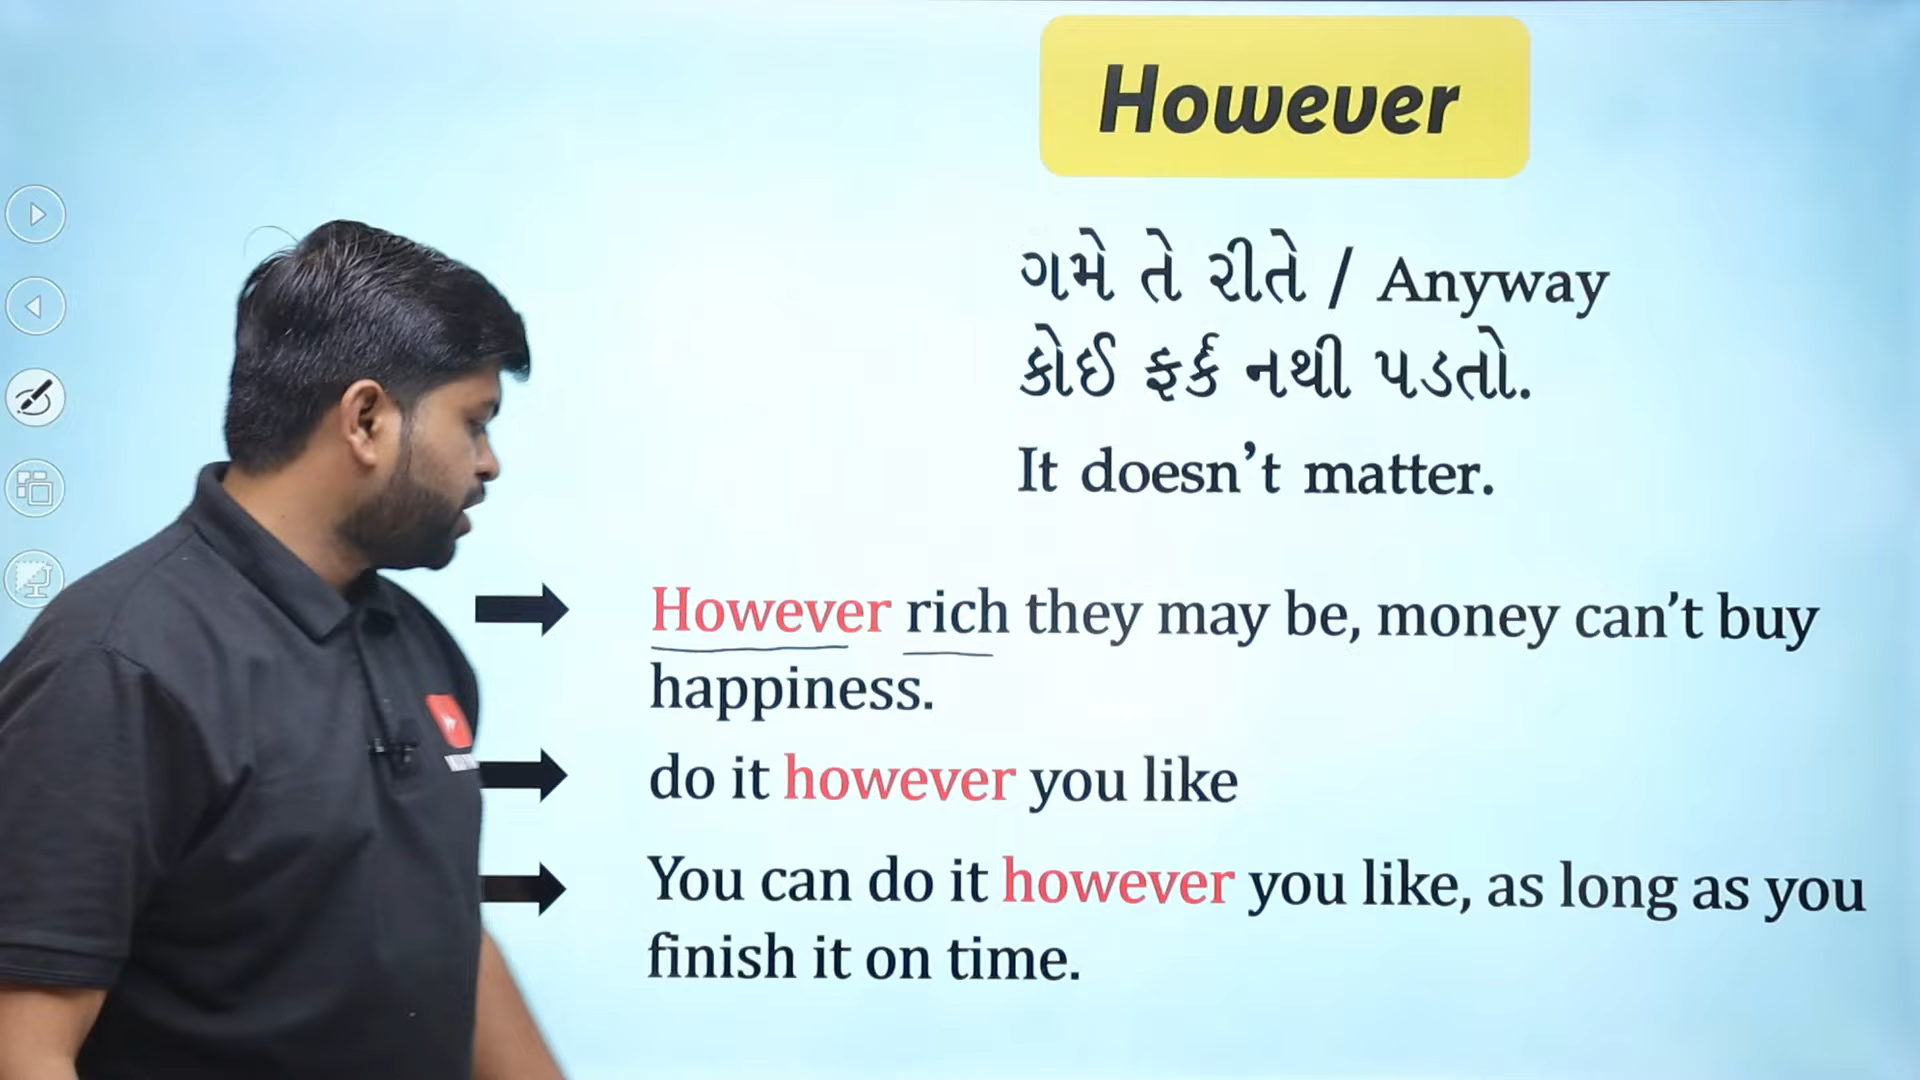 However
ગમે તે રીતે / Anyway
કોઈ ફર્ક નથી પડતો.
It doesn’t matter.
However rich they may be, money can’t buy
happiness.
do it however you like
You can do it however you like, as long as you
finish it on time.